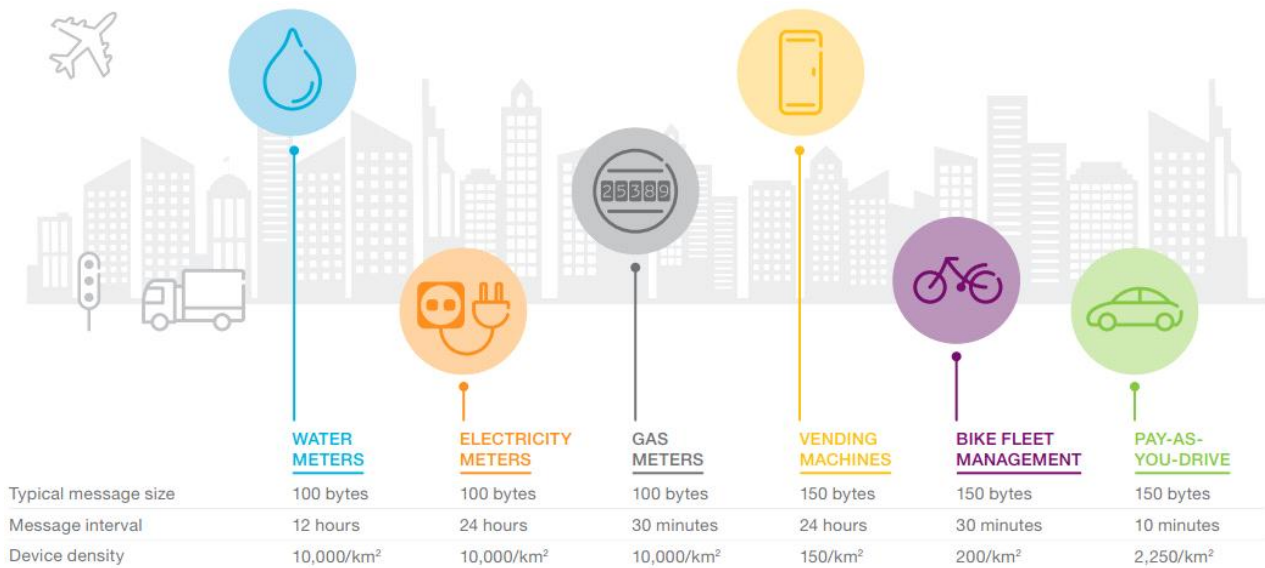 25389
WATER METERS ELECTRICITY METERS GAS METERS VENDING MACHINES BIKE FLEET MANAGEMENT PAY-AS-YOU-DRIVE
Typical message size 100 bytes 100 bytes 100 bytes 150 bytes 150 bytes 150 bytes
Message interval 12 hours 24 hours 30 minutes 24 hours 30 minutes 10 minutes
Device density 10,000/km² 10,000/km² 10,000/km² 150/km² 200/km² 2,250/km²